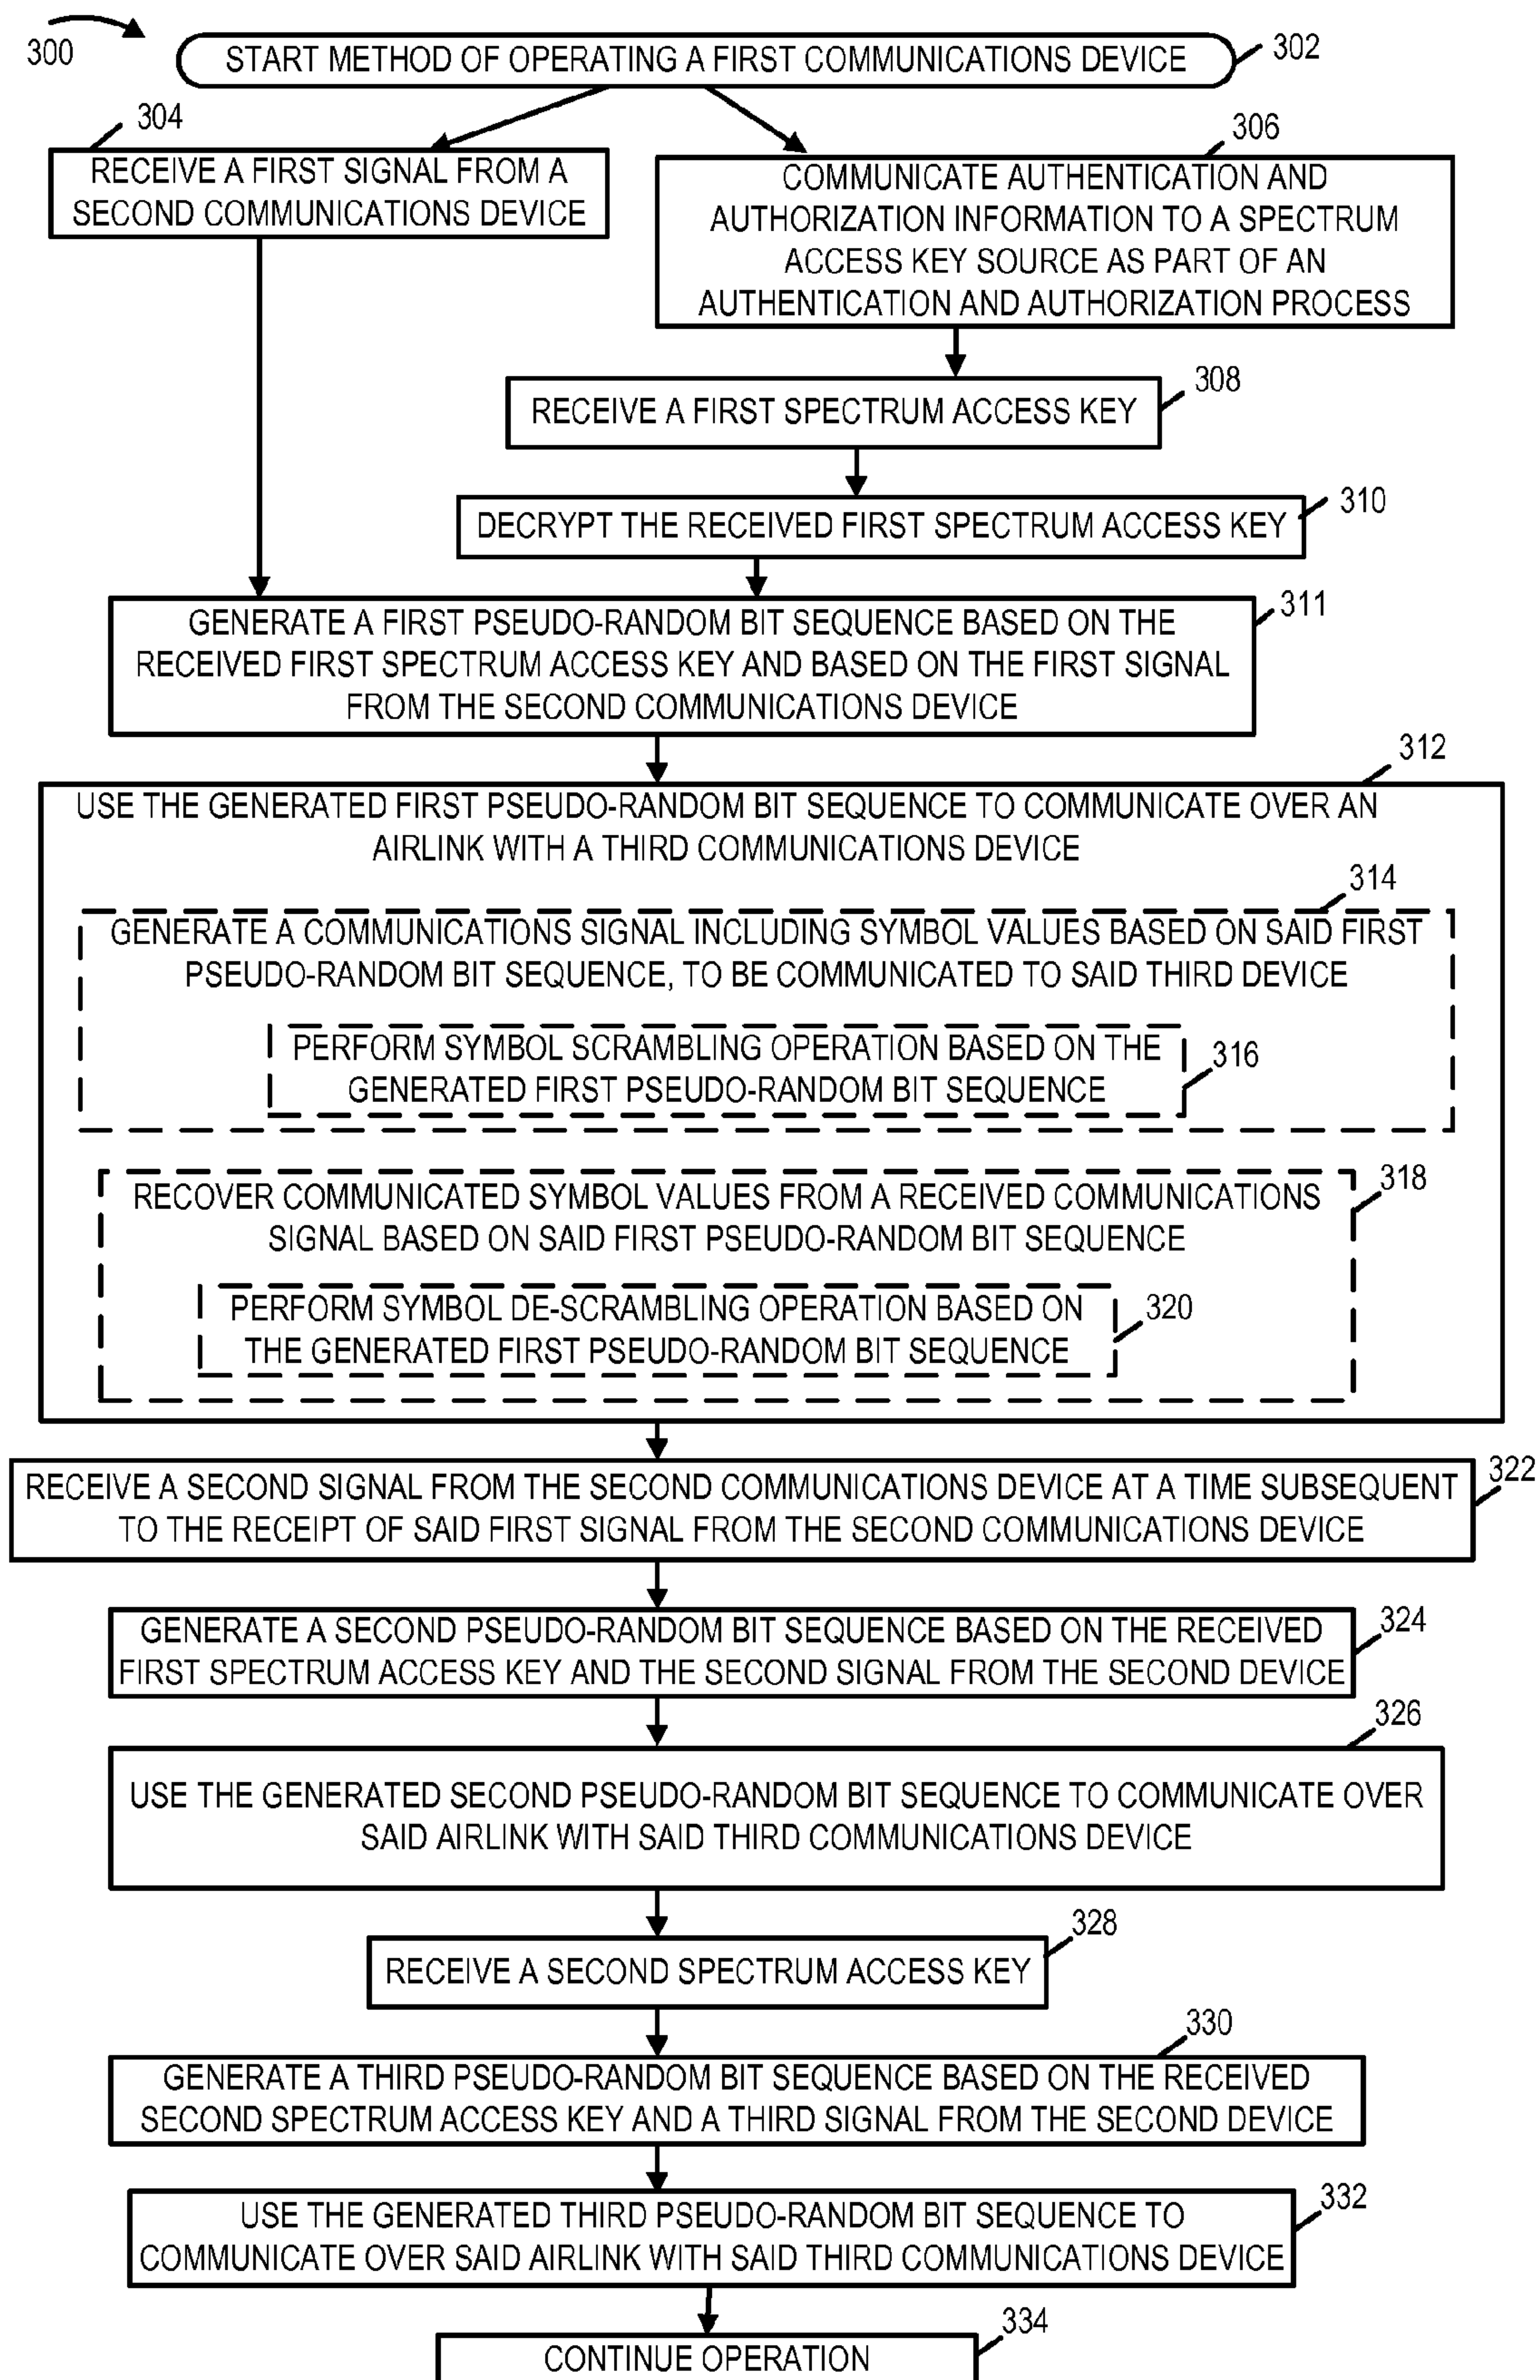 300
START METHOD OF OPERATING A FIRST COMMUNICATIONS DEVICE
302
304
RECEIVE A FIRST SIGNAL FROM A
SECOND COMMUNICATIONS DEVICE
306
COMMUNICATE AUTHENTICATION AND
AUTHORIZATION INFORMATION TO A SPECTRUM
ACCESS KEY SOURCE AS PART OF AN
AUTHENTICATION AND AUTHORIZATION PROCESS
308
RECEIVE A FIRST SPECTRUM ACCESS KEY
310
DECRYPT THE RECEIVED FIRST SPECTRUM ACCESS KEY
311
GENERATE A FIRST PSEUDO-RANDOM BIT SEQUENCE BASED ON THE
RECEIVED FIRST SPECTRUM ACCESS KEY AND BASED ON THE FIRST SIGNAL
FROM THE SECOND COMMUNICATIONS DEVICE
312
USE THE GENERATED FIRST PSEUDO-RANDOM BIT SEQUENCE TO COMMUNICATE OVER AN
AIRLINK WITH A THIRD COMMUNICATIONS DEVICE
314
GENERATE A COMMUNICATIONS SIGNAL INCLUDING SYMBOL VALUES BASED ON SAID FIRST
PSEUDO-RANDOM BIT SEQUENCE, TO BE COMMUNICATED TO SAID THIRD DEVICE
PERFORM SYMBOL SCRAMBLING OPERATION BASED ON THE
GENERATED FIRST PSEUDO-RANDOM BIT SEQUENCE
316
318
RECOVER COMMUNICATED SYMBOL VALUES FROM A RECEIVED COMMUNICATIONS
SIGNAL BASED ON SAID FIRST PSEUDO-RANDOM BIT SEQUENCE
PERFORM SYMBOL DE-SCRAMBLING OPERATION BASED ON
THE GENERATED FIRST PSEUDO-RANDOM BIT SEQUENCE
320
322
RECEIVE A SECOND SIGNAL FROM THE SECOND COMMUNICATIONS DEVICE AT A TIME SUBSEQUENT
TO THE RECEIPT OF SAID FIRST SIGNAL FROM THE SECOND COMMUNICATIONS DEVICE
324
GENERATE A SECOND PSEUDO-RANDOM BIT SEQUENCE BASED ON THE RECEIVED
FIRST SPECTRUM ACCESS KEY AND THE SECOND SIGNAL FROM THE SECOND DEVICE
326
USE THE GENERATED SECOND PSEUDO-RANDOM BIT SEQUENCE TO COMMUNICATE OVER
SAID AIRLINK WITH SAID THIRD COMMUNICATIONS DEVICE
328
RECEIVE A SECOND SPECTRUM ACCESS KEY
330
GENERATE A THIRD PSEUDO-RANDOM BIT SEQUENCE BASED ON THE RECEIVED
SECOND SPECTRUM ACCESS KEY AND A THIRD SIGNAL FROM THE SECOND DEVICE
332
USE THE GENERATED THIRD PSEUDO-RANDOM BIT SEQUENCE TO
COMMUNICATE OVER SAID AIRLINK WITH SAID THIRD COMMUNICATIONS DEVICE
334
CONTINUE OPERATION